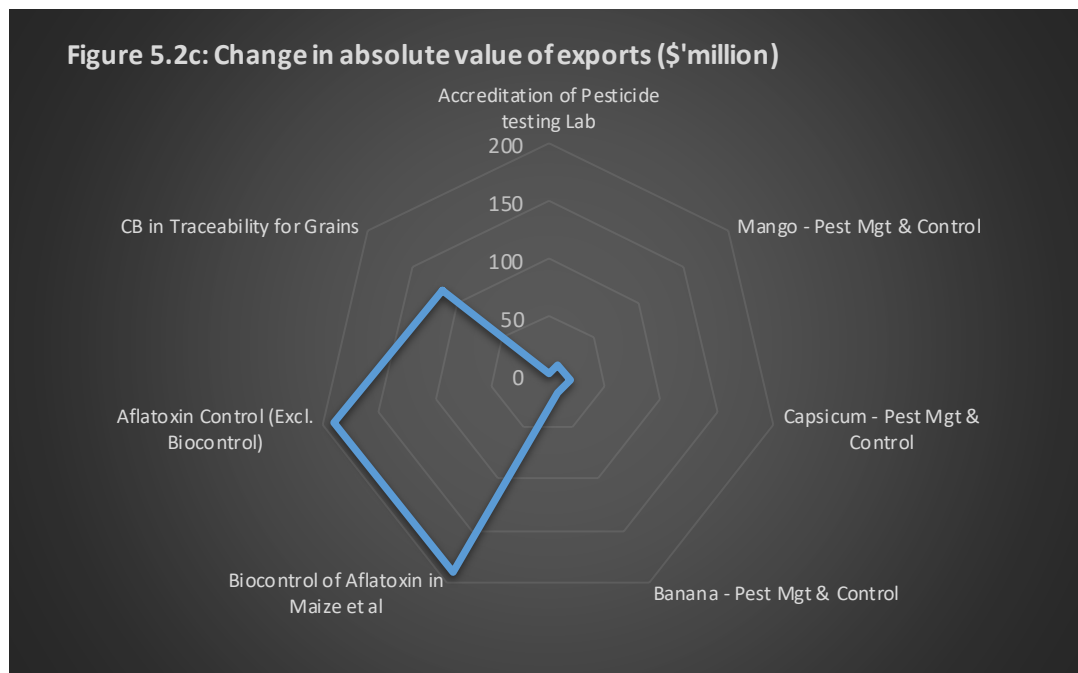 Figure 5.2c: Change in absolute value of exports ($'million)
Accreditation of Pesticide
testing Lab
200
150
100
50
0
CB in Traceability for Grains
Mango - Pest Mgt & Control
Aflatoxin Control (Excl.
Biocontrol)
Capsicum - Pest Mgt &
Control
Biocontrol of Aflatoxin in
Maize et al
Banana - Pest Mgt & Control